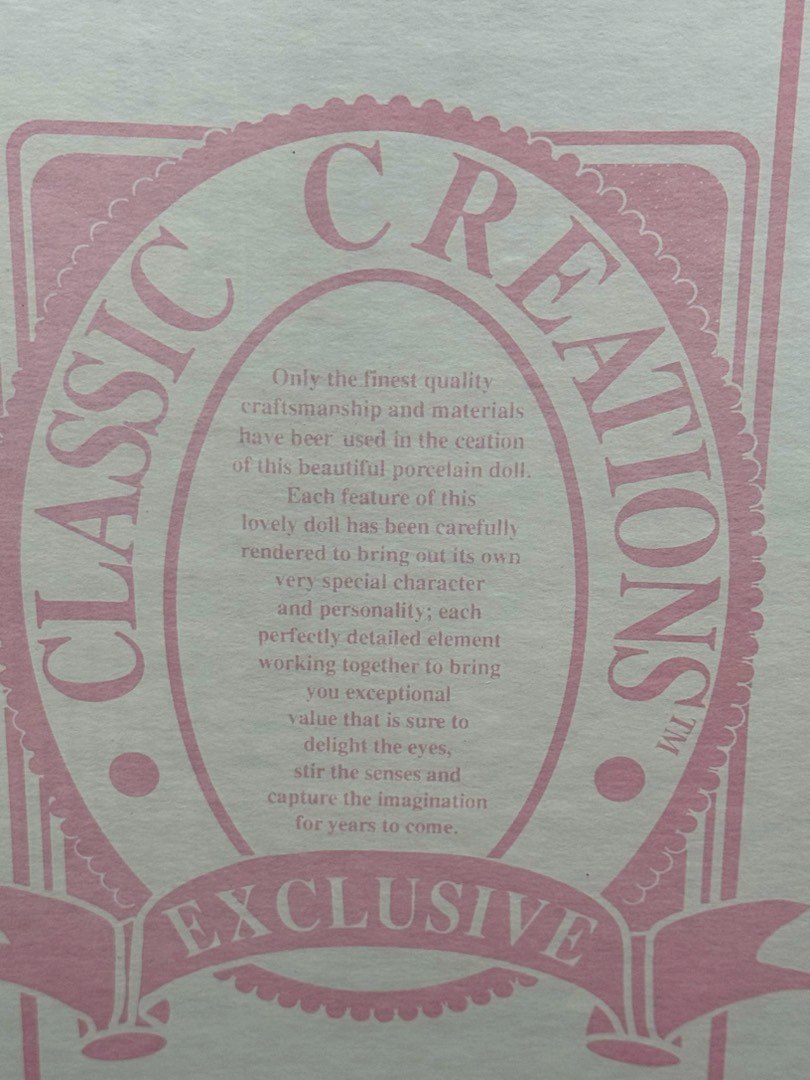 CLASSIC CREATIONS™
Only the finest quality
craftsmanship and materials
have beer used in the ceation
of this beautiful porcelain doll.
Each feature of this
lovely doll has been carefully
rendered to bring out its own
very special character
and personality; each
perfectly detailed element
working together to bring
you exceptional
value that is sure to
delight the eyes,
stir the senses and
capture the imagination
for years to come.
EXCLUSIVE